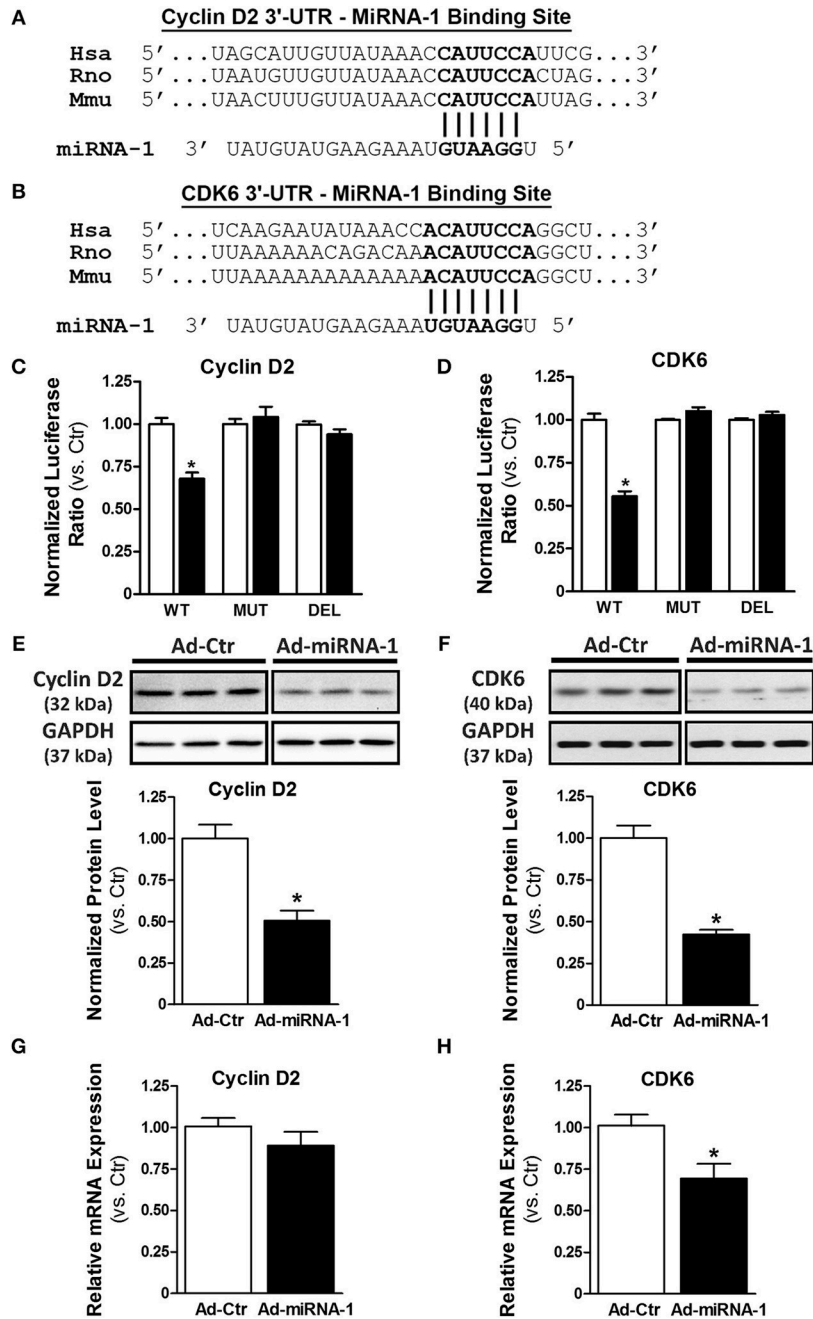 A
Cyclin D2 3'-UTR - MiRNA-1 Binding Site
Hsa 5' ...UAGCAUUGUUAUAAACCAUUCCAUUCG...3'
Rno 5' ...UAAUGUUGUUAUAAACCAUUCCACUAG...3'
Mmu 5' ...UAACUUUGUUAUAAACCAUUCCAUUAG...3'
miRNA-1 3' UAUGUAUGAAGAAAUGUAAGGU 5'
B
CDK6 3'-UTR - MiRNA-1 Binding Site
Hsa 5' ...UCAAGAAUAUAAACCACAUUCCAGGCU...3'
Rno 5' ...UUAAAAAACAGACAAACAUUCCAGGCU...3'
Mmu 5' ...UUAAAAAAAAAAAAAACAUUCCAGGCU...3'
miRNA-1 3' UAUGUAUGAAGAAAUGUAAGGU 5'
C
Cyclin D2
Normalized Luciferase
Ratio (vs. Ctr)
1.25
1.00
0.75
0.50
0.25
0
*
WT MUT DEL
D
CDK6
Normalized Luciferase
Ratio (vs. Ctr)
1.25
1.00
0.75
0.50
0.25
0
*
WT MUT DEL
E
Ad-Ctr Ad-miRNA-1
Cyclin D2
(32 kDa)
GAPDH
(37 kDa)
Cyclin D2
Normalized Protein Level
(vs. Ctr)
1.25
1.00
0.75
0.50
0.25
0
*
Ad-Ctr Ad-miRNA-1
F
Ad-Ctr Ad-miRNA-1
CDK6
(40 kDa)
GAPDH
(37 kDa)
CDK6
Normalized Protein Level
(vs. Ctr)
1.25
1.00
0.75
0.50
0.25
0
*
Ad-Ctr Ad-miRNA-1
G
Cyclin D2
Relative mRNA Expression
(vs. Ctr)
1.25
1.00
0.75
0.50
0.25
0
Ad-Ctr Ad-miRNA-1
H
CDK6
Relative mRNA Expression
(vs. Ctr)
1.25
1.00
0.75
0.50
0.25
0
*
Ad-Ctr Ad-miRNA-1